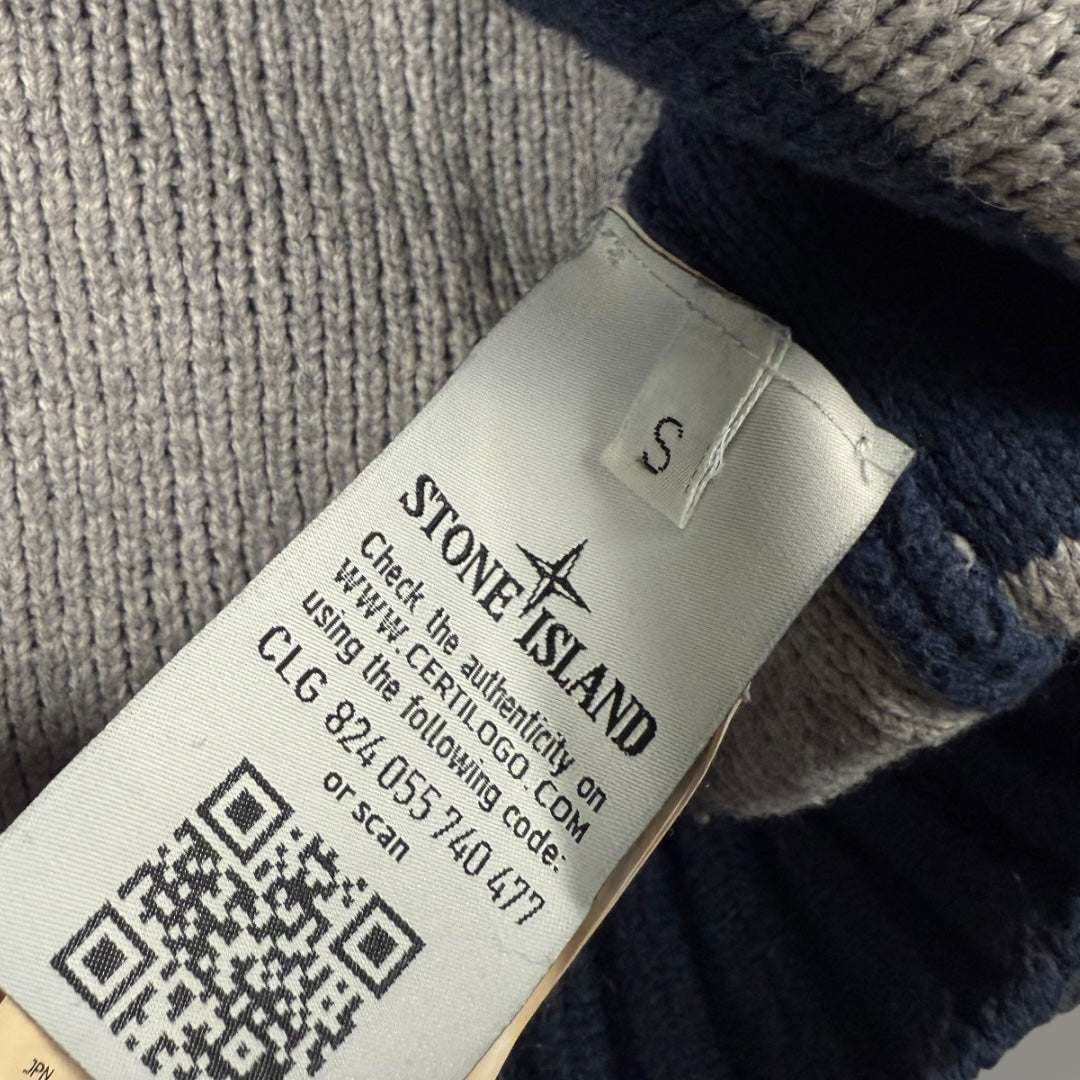 S
STONE ISLAND
Check the authenticity on
WWW.CERTILOGO.COM
using the following code:
CLG 824 055 740 477
or scan
JPN